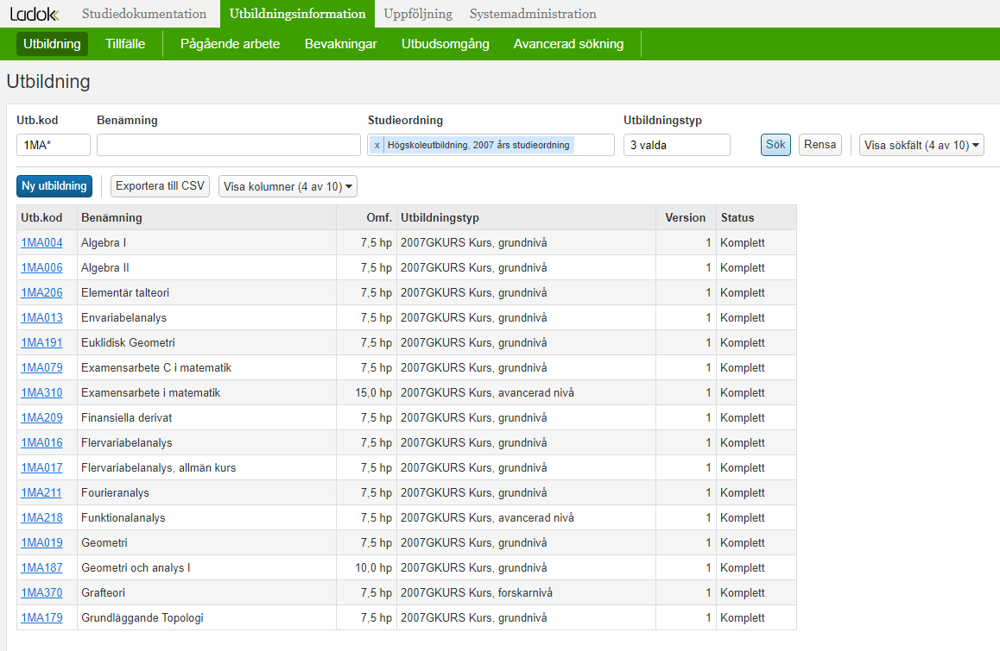 Ladok Studiedokumentation Utbildningsinformation Uppföljning Systemadministration
Utbildning Tillfälle Pågående arbete Bevakningar Utbudsomgång Avancerad sökning
Utbildning
Utb.kod Benämning Studieordning Utbildningstyp
1MA* x Högskoleutbildning, 2007 års studieordning 3 valda Sök Rensa Visa sökfält (4 av 10)
Ny utbildning Exportera till CSV Visa kolumner (4 av 10)
Utb.kod Benämning Omf. Utbildningstyp Version Status
1MA004 Algebra I 7,5 hp 2007GKURS Kurs, grundnivå 1 Komplett
1MA006 Algebra II 7,5 hp 2007GKURS Kurs, grundnivå 1 Komplett
1MA206 Elementär talteori 7,5 hp 2007GKURS Kurs, grundnivå 1 Komplett
1MA013 Envariabelanalys 7,5 hp 2007GKURS Kurs, grundnivå 1 Komplett
1MA191 Euklidisk Geometri 7,5 hp 2007GKURS Kurs, grundnivå 1 Komplett
1MA079 Examensarbete C i matematik 7,5 hp 2007GKURS Kurs, grundnivå 1 Komplett
1MA310 Examensarbete i matematik 15,0 hp 2007GKURS Kurs, avancerad nivå 1 Komplett
1MA209 Finansiella derivat 7,5 hp 2007GKURS Kurs, grundnivå 1 Komplett
1MA016 Flervariabelanalys 7,5 hp 2007GKURS Kurs, grundnivå 1 Komplett
1MA017 Flervariabelanalys, allmän kurs 7,5 hp 2007GKURS Kurs, grundnivå 1 Komplett
1MA211 Fourieranalys 7,5 hp 2007GKURS Kurs, grundnivå 1 Komplett
1MA218 Funktionalanalys 7,5 hp 2007GKURS Kurs, avancerad nivå 1 Komplett
1MA019 Geometri 7,5 hp 2007GKURS Kurs, grundnivå 1 Komplett
1MA187 Geometri och analys I 10,0 hp 2007GKURS Kurs, grundnivå 1 Komplett
1MA370 Grafteori 7,5 hp 2007GKURS Kurs, forskarnivå 1 Komplett
1MA179 Grundläggande Topologi 7,5 hp 2007GKURS Kurs, grundnivå 1 Komplett